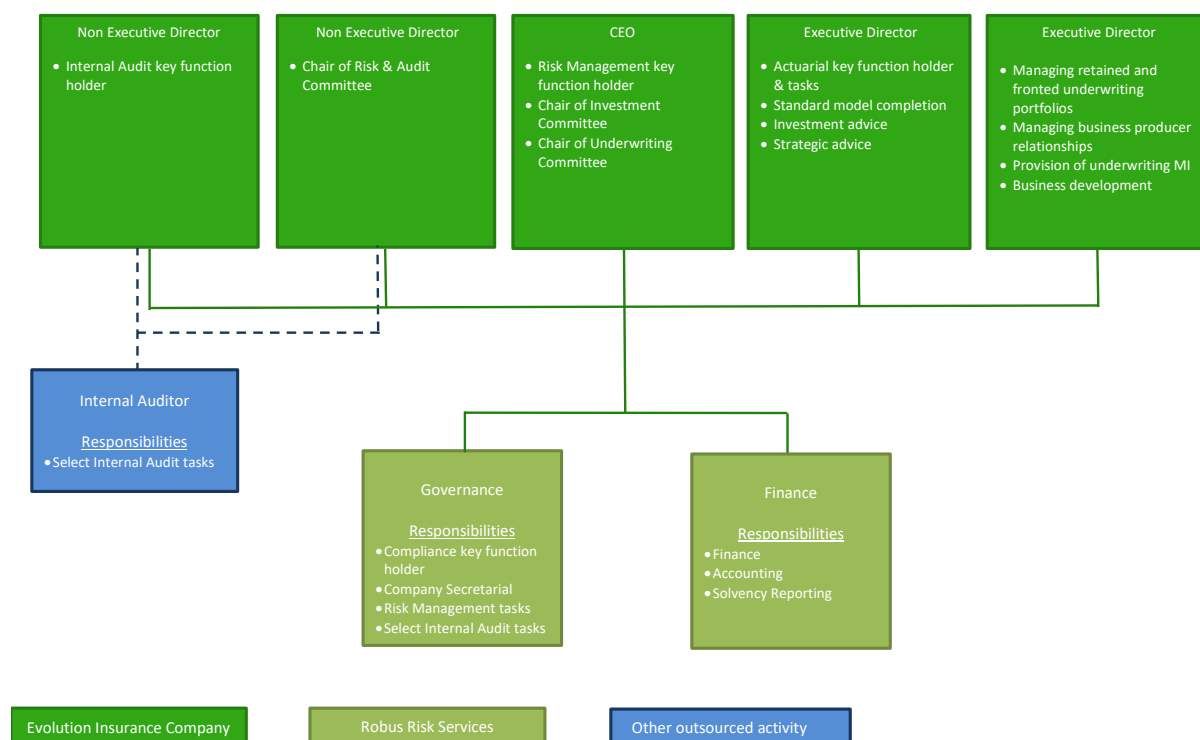 Non Executive Director
• Internal Audit key function
holder
Non Executive Director
• Chair of Risk & Audit
Committee
CEO
• Risk Management key
function holder
• Chair of Investment
Committee
• Chair of Underwriting
Committee
Executive Director
• Actuarial key function holder
& tasks
• Standard model completion
• Investment advice
• Strategic advice
Executive Director
• Managing retained and
fronted underwriting
portfolios
• Managing business producer
relationships
• Provision of underwriting MI
• Business development
Internal Auditor
Responsibilities
• Select Internal Audit tasks
Governance
Responsibilities
• Compliance key function
holder
• Company Secretarial
• Risk Management tasks
• Select Internal Audit tasks
Finance
Responsibilities
• Finance
• Accounting
• Solvency Reporting
Evolution Insurance Company
Robus Risk Services
Other outsourced activity